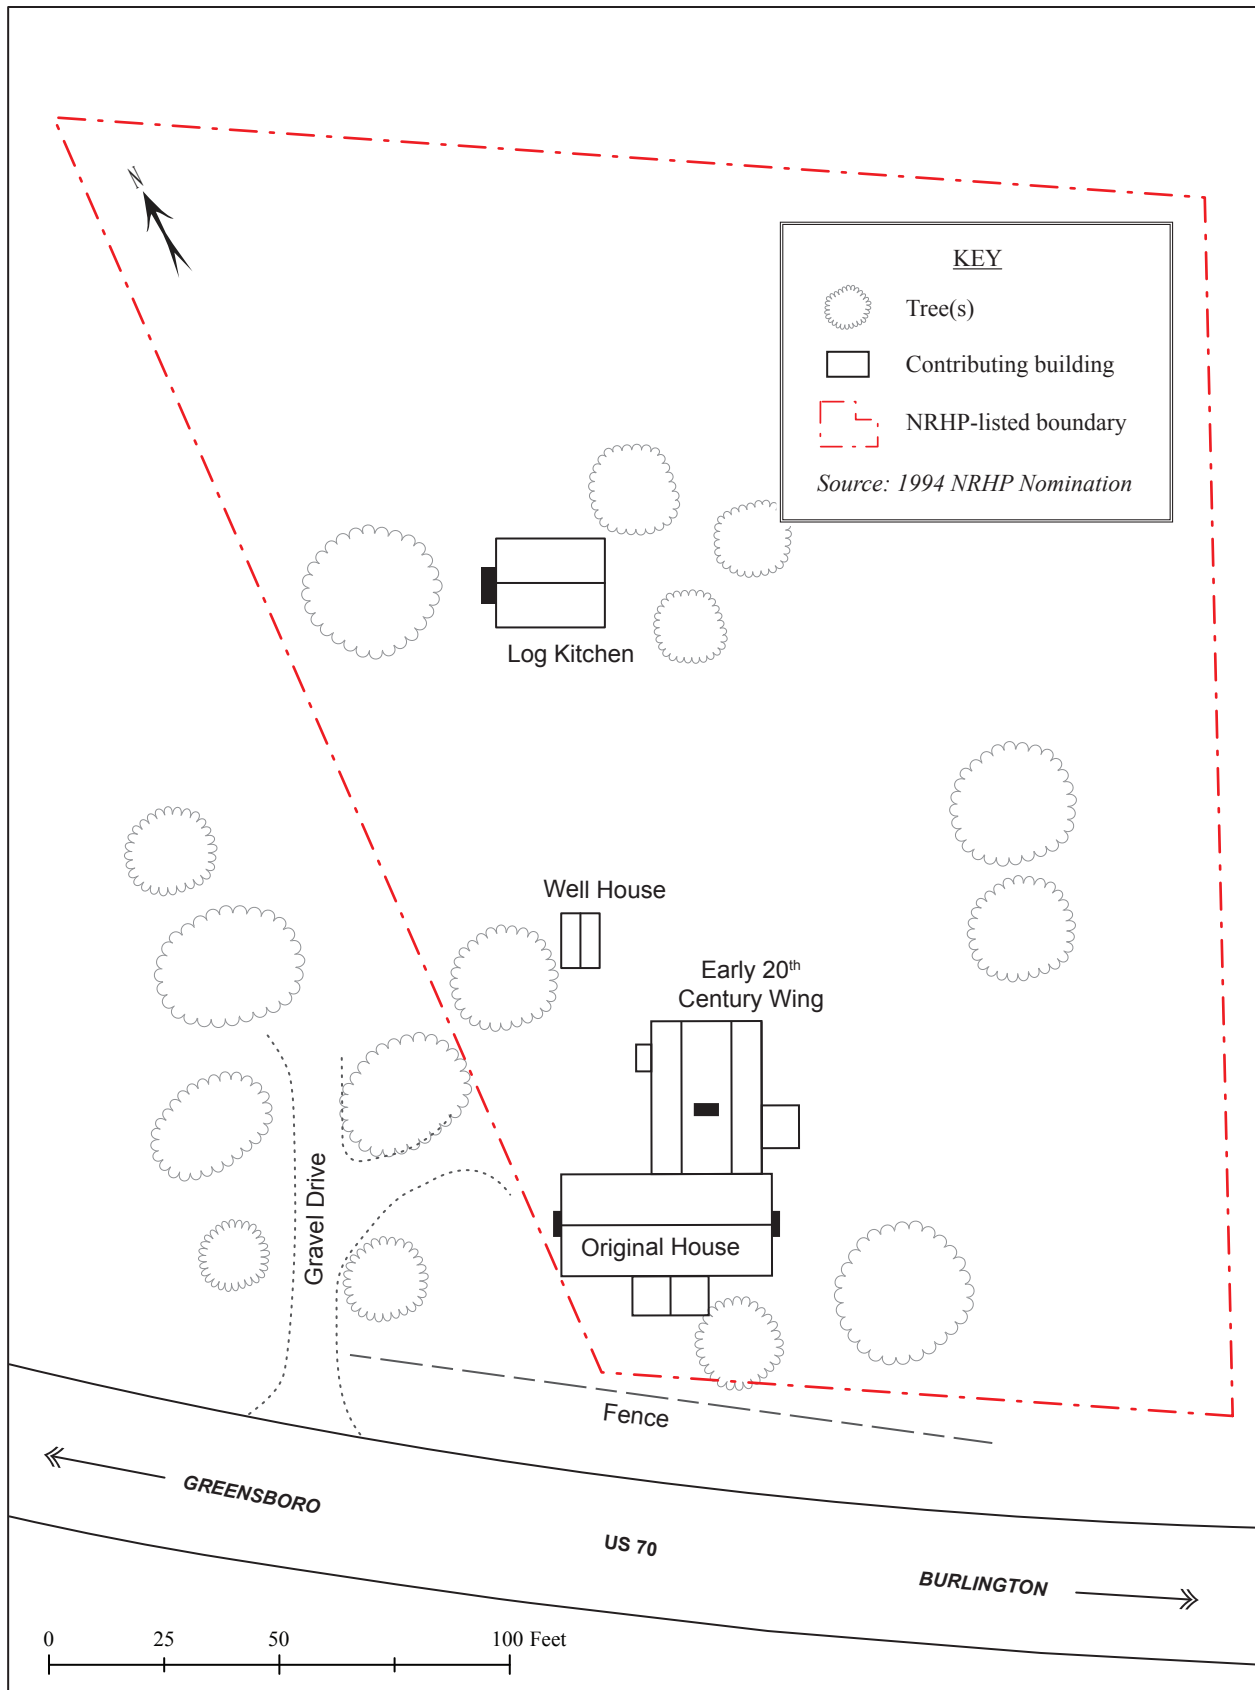 N
KEY
Tree(s)
Contributing building
NRHP-listed boundary
Source: 1994 NRHP Nomination
Log Kitchen
Well House
Early 20th
Century Wing
Gravel Drive
Original House
Fence
GREENSBORO
US 70
BURLINGTON
0 25 50 100 Feet